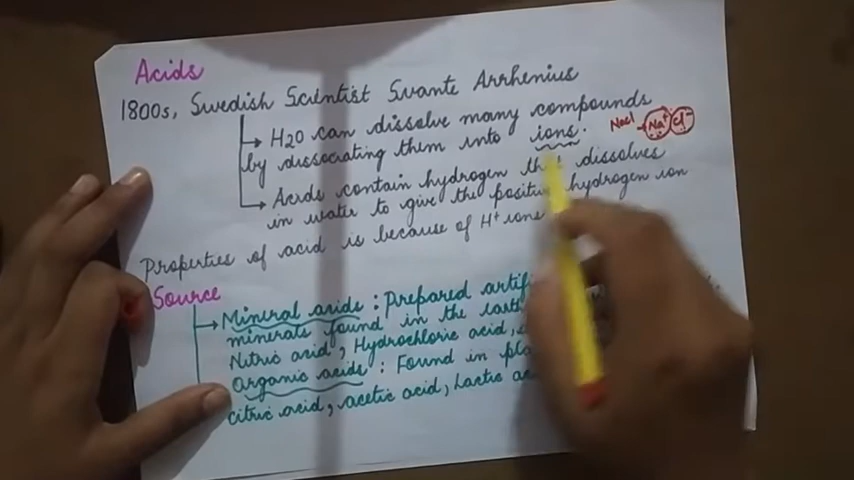 Acids
1800s, Swedish Scientist Svante Arrhenius
H2O can dissolve many compounds
by dissociating them into ions.
Nacl Na+ Cl-
Acids contain hydrogen that dissolves
in water to give the positive hydrogen ion
Properties of acid is because of H+ ions
Source
Mineral acids : Prepared
minerals found in the
Nitric acid, Hydrochloric acid,
Organic acids : Found in
citric acid, acetic acid, Lactic